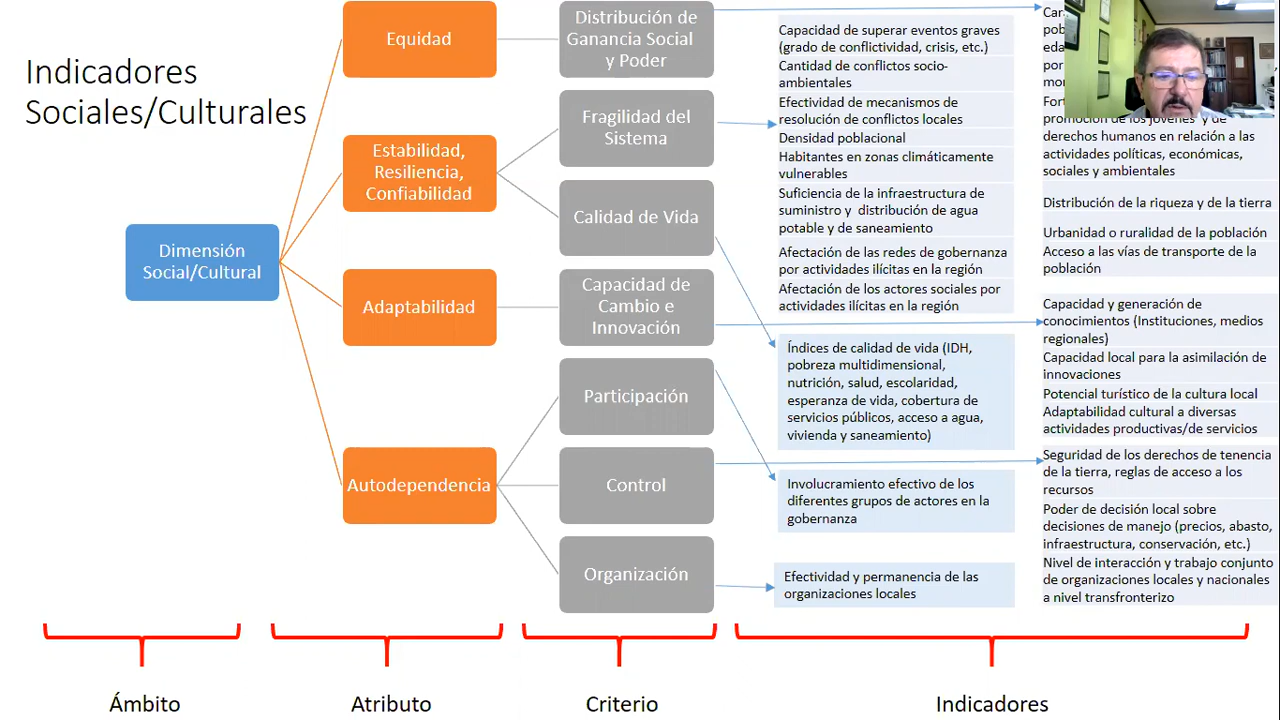 Indicadores
Sociales/Culturales
Dimensión
Social/Cultural
Equidad
Estabilidad,
Resiliencia,
Confiabilidad
Adaptabilidad
Autodependencia
Distribución de
Ganancia Social
y Poder
Fragilidad del
Sistema
Calidad de Vida
Capacidad de
Cambio e
Innovación
Participación
Control
Organización
Capacidad de superar eventos graves
(grado de conflictividad, crisis, etc.)
Cantidad de conflictos socio-
ambientales
Efectividad de mecanismos de
resolución de conflictos locales
Densidad poblacional
Habitantes en zonas climáticamente
vulnerables
Suficiencia de la infraestructura de
suministro y distribución de agua
potable y de saneamiento
Afectación de las redes de gobernanza
por actividades ilícitas en la región
Afectación de los actores sociales por
actividades ilícitas en la región
Índices de calidad de vida (IDH,
pobreza multidimensional,
nutrición, salud, escolaridad,
esperanza de vida, cobertura de
servicios públicos, acceso a agua,
vivienda y saneamiento)
Involucramiento efectivo de los
diferentes grupos de actores en la
gobernanza
Efectividad y permanencia de las
organizaciones locales
promoción de los jóvenes y de
derechos humanos en relación a las
actividades políticas, económicas,
sociales y ambientales
Distribución de la riqueza y de la tierra
Urbanidad o ruralidad de la población
Acceso a las vías de transporte de la
población
Capacidad y generación de
conocimientos (Instituciones, medios
regionales)
Capacidad local para la asimilación de
innovaciones
Potencial turístico de la cultura local
Adaptabilidad cultural a diversas
actividades productivas/de servicios
Seguridad de los derechos de tenencia
de la tierra, reglas de acceso a los
recursos
Poder de decisión local sobre
decisiones de manejo (precios, abasto,
infraestructura, conservación, etc.)
Nivel de interacción y trabajo conjunto
de organizaciones locales y nacionales
a nivel transfronterizo
Ámbito
Atributo
Criterio
Indicadores